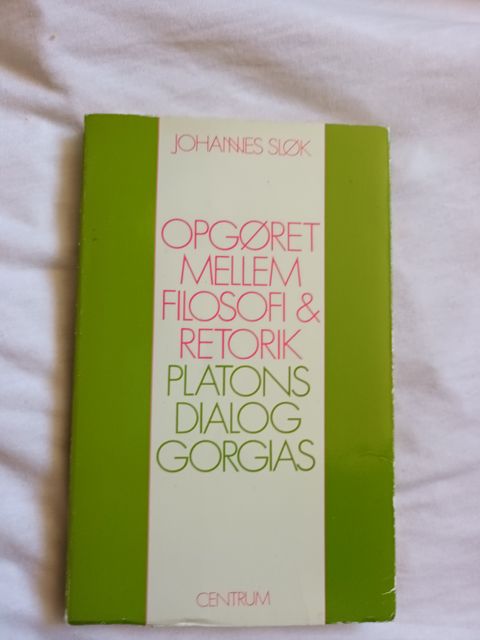 JOHANNES SLØK
OPGØRET
MELLEM
FILOSOFI &
RETORIK
PLATONS
DIALOG
GORGIAS
CENTRUM